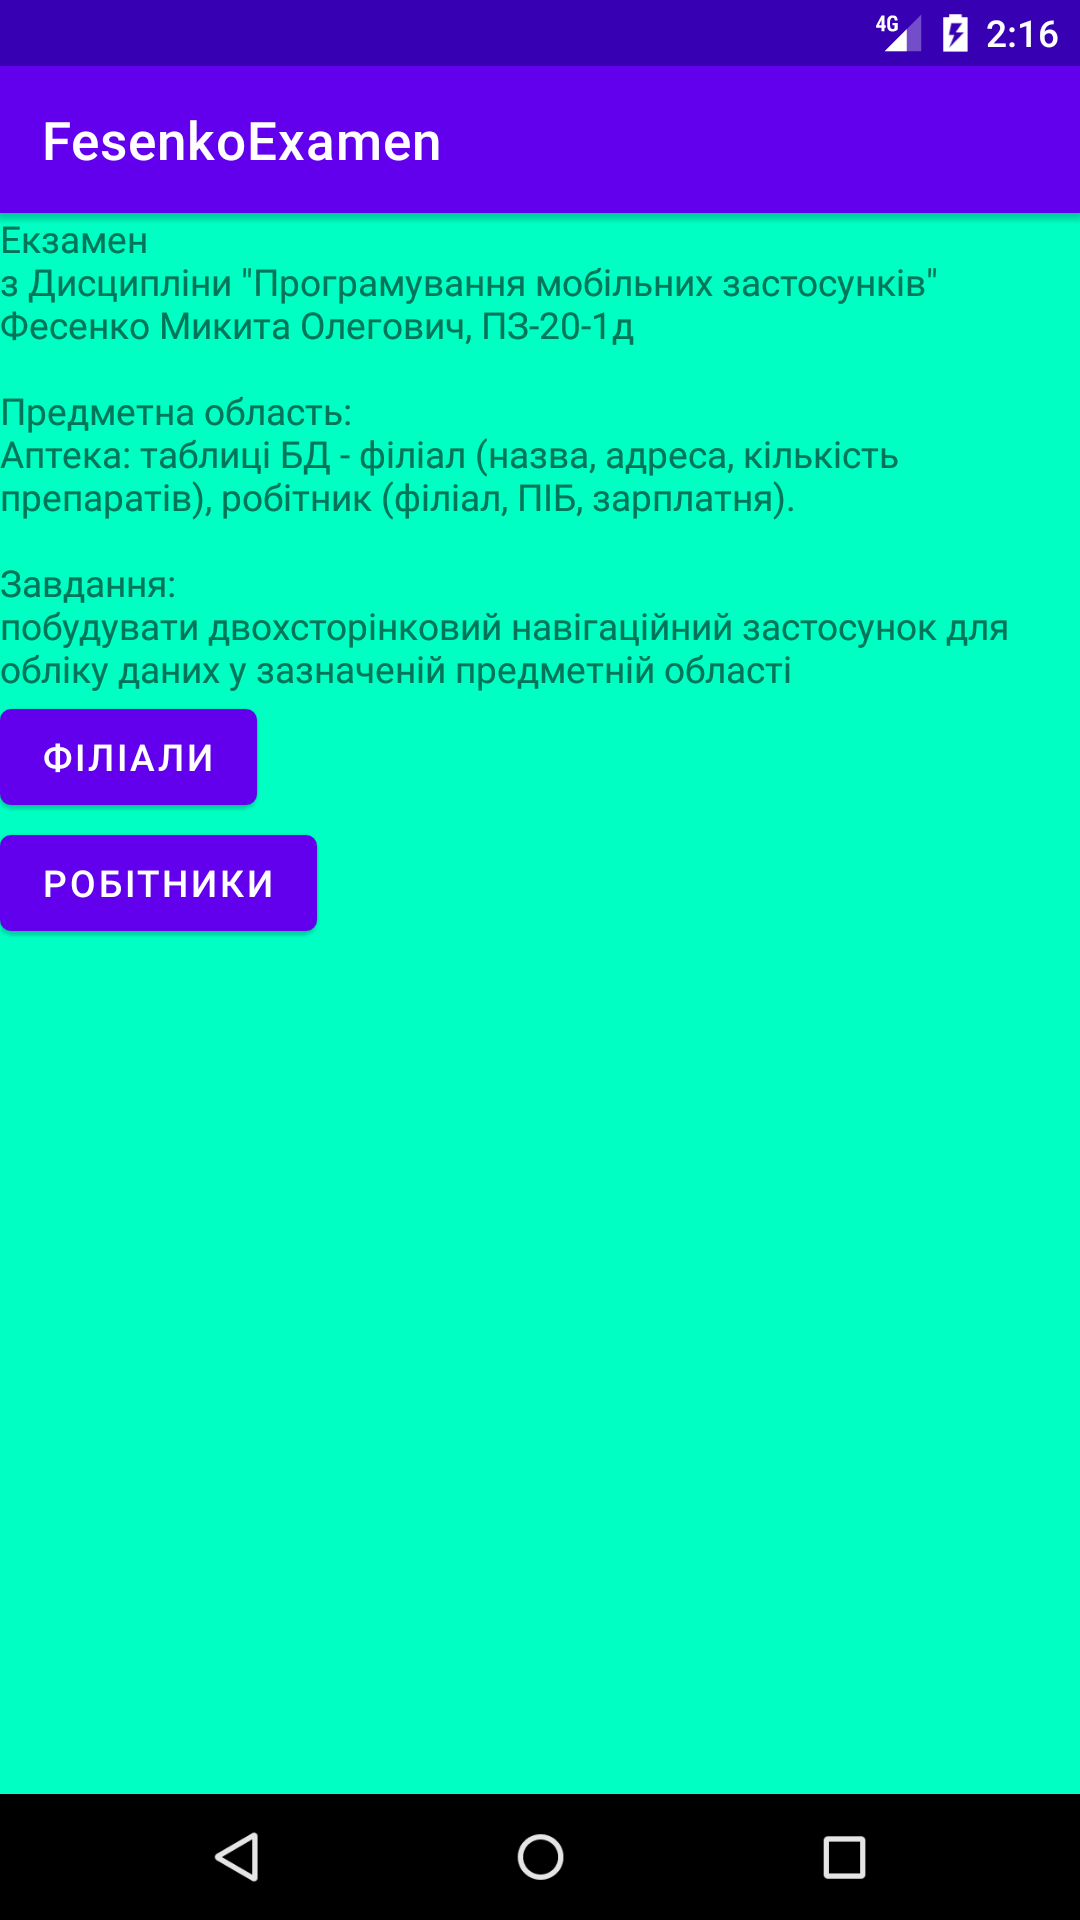 4G 2:16
FesenkoExamen
Екзамен
з Дисципліни "Програмування мобільних застосунків"
Фесенко Микита Олегович, ПЗ-20-1д
Предметна область:
Аптека: таблиці БД - філіал (назва, адреса, кількість
препаратів), робітник (філіал, ПІБ, зарплатня).
Завдання:
побудувати двохсторінковий навігаційний застосунок для
обліку даних у зазначеній предметній області
ФІЛІАЛИ
РОБІТНИКИ